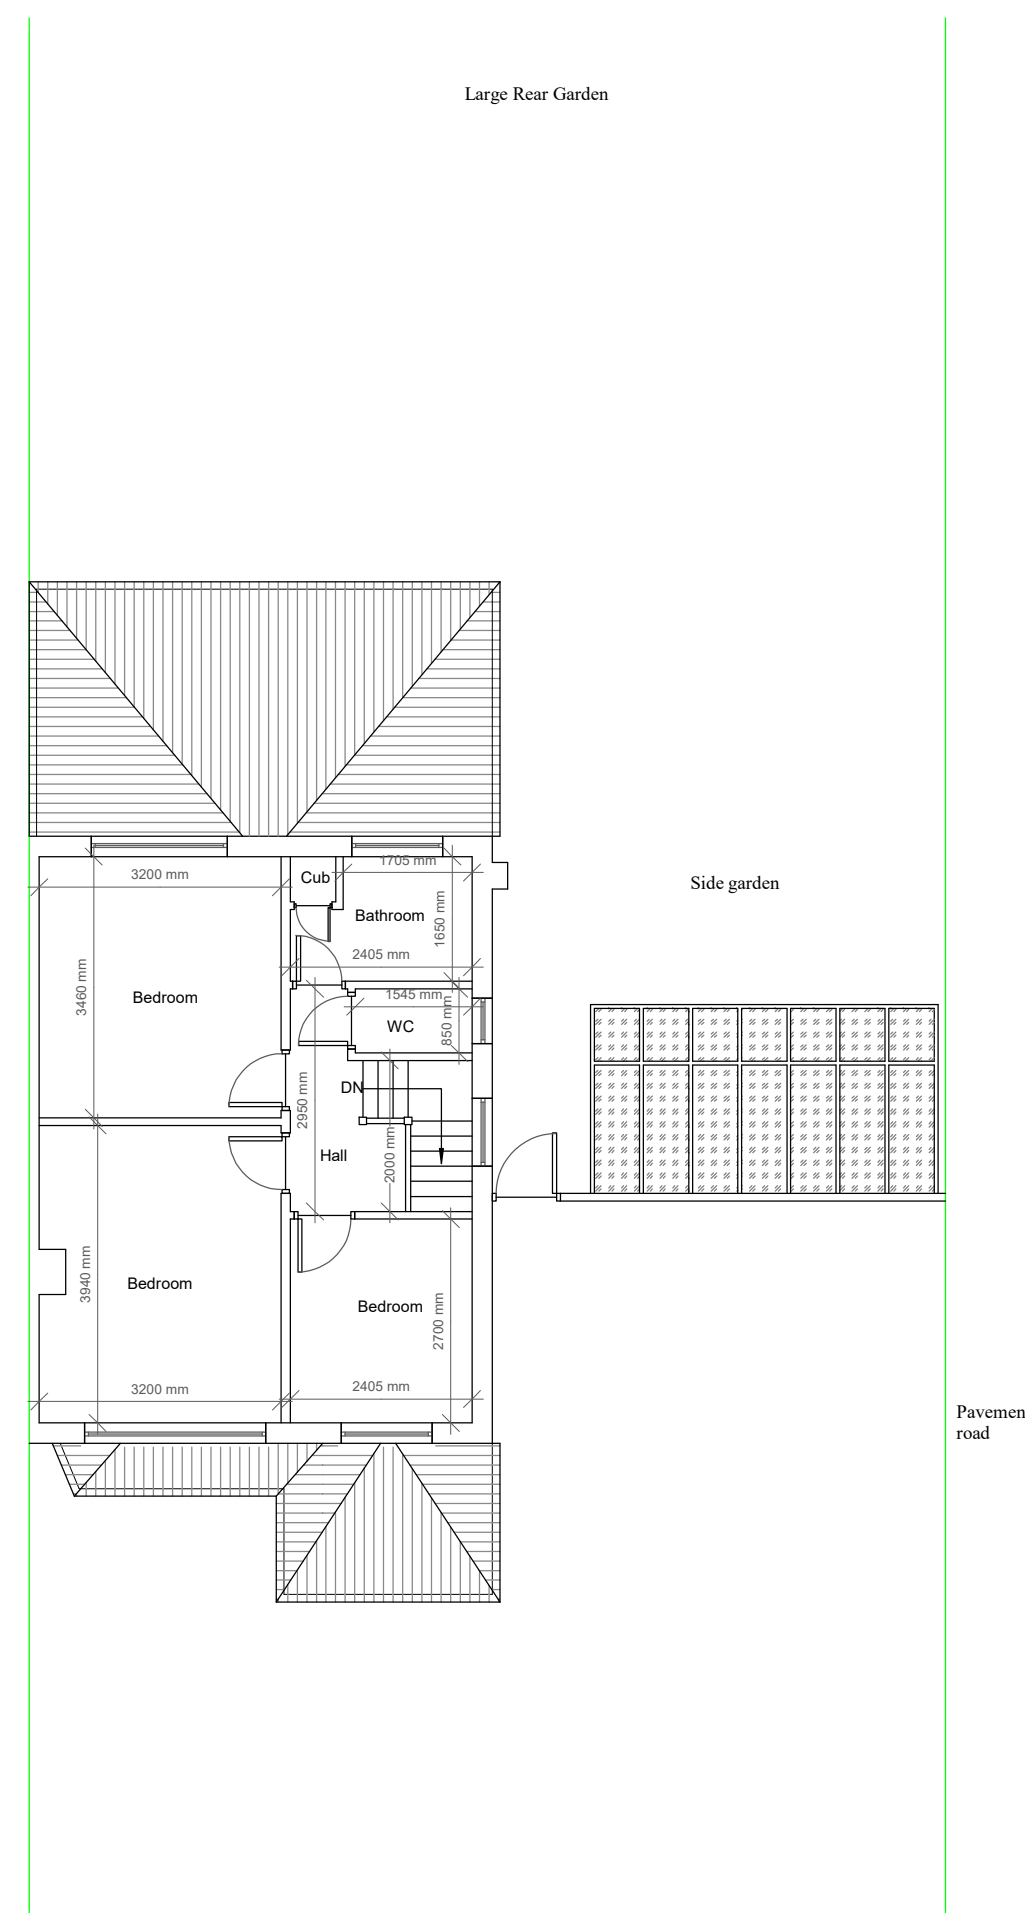 Large Rear Garden
1705 mm
3200 mm
Cub
Side garden
Bathroom
1650 mm
2405 mm
3460 mm
Bedroom
1545 mm
WC
850 mm
DN
2950 mm
Hall
2000 mm
3940 mm
Bedroom
Bedroom
2700 mm
3200 mm
2405 mm
Pavemen
road